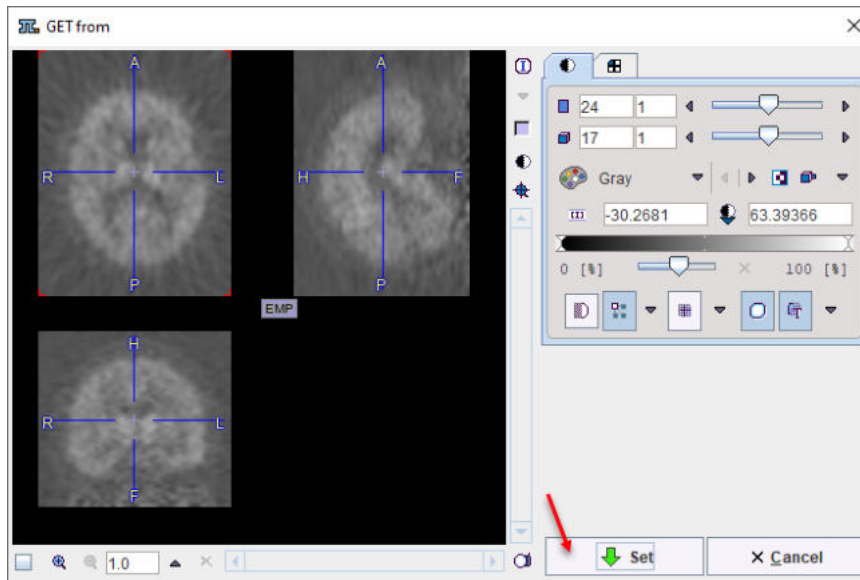 GET from
A
R
L
P
A
H
F
P
EMP
H
R
L
F
24 1
17 1
Gray
-30.2681 63.39366
0 [%] 100 [%]
1.0
Set
Cancel